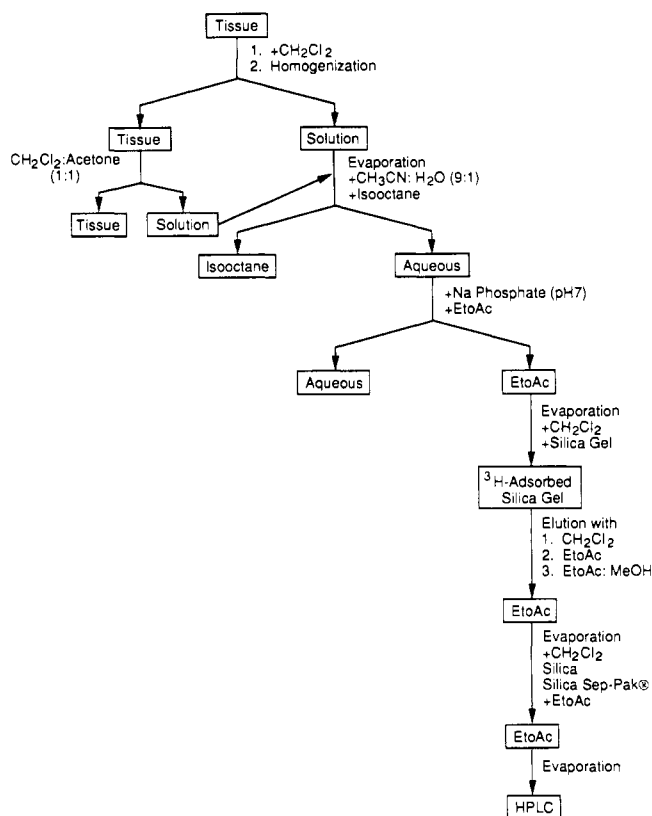 Tissue
1. +CH2Cl2
2. Homogenization
Tissue
Solution
CH2Cl2:Acetone
(1:1)
Evaporation
+CH3CN: H2O (9:1)
+Isooctane
Tissue
Solution
Isooctane
Aqueous
+Na Phosphate (pH7)
+EtoAc
Aqueous
EtoAc
Evaporation
+CH2Cl2
+Silica Gel
3H-Adsorbed
Silica Gel
Elution with
1. CH2Cl2
2. EtoAc
3. EtoAc: MeOH
EtoAc
Evaporation
+CH2Cl2
Silica
Silica Sep-Pak®
+EtoAc
EtoAc
Evaporation
HPLC